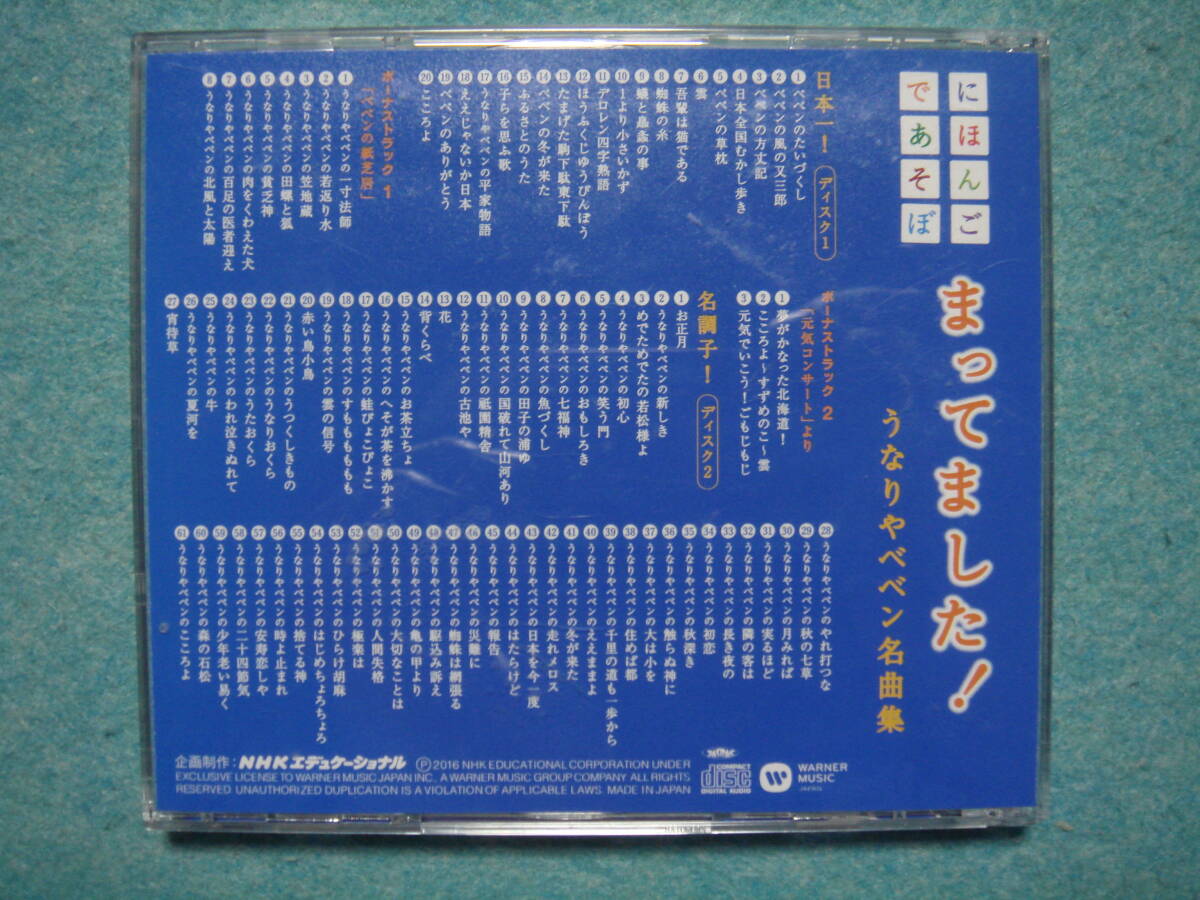 にほんご
であそぼ
まってました！
うなりやベベン名曲集
日本一！ ディスク1
1 ベベンのたいづくし
2 ベベンの風の又三郎
3 ベベンの方丈記
4 日本全国むかし歩き
5 ベベンの草枕
6 雲
7 吾輩は猫である
8 蜘蛛の糸
9 蟻と螽蟖の事
10 1より小さいかず
11 デロレン四字熟語
12 ほうふくじゆうびんぼう
13 たまげた駒下駄東下駄
14 ベベンの冬が来た
15 ふるさとのうた
16 子らを思ふ歌
17 うなりやベベンの平家物語
18 ええじゃないか日本
19 ベベンのありがとう
20 こころよ
ボーナストラック 1
「ベベンの紙芝居」
1 うなりやベベンの一寸法師
2 うなりやベベンの若返り水
3 うなりやベベンの笠地蔵
4 うなりやベベンの田螺と狐
5 うなりやベベンの貧乏神
6 うなりやベベンの肉をくわえた犬
7 うなりやベベンの百足の医者迎え
8 うなりやベベンの北風と太陽
ボーナストラック 2
「元気コンサート」より
1 夢がかなった北海道！
2 こころよ～すずめのこ～雲
3 元気でいこう！ごもじもじ
名調子！ ディスク2
1 お正月
2 うなりやベベンの新しき
3 めでためでたの若松様よ
4 うなりやベベンの初心
5 うなりやベベンの笑う門
6 うなりやベベンのおもしろき
7 うなりやベベンの七福神
8 うなりやベベンの魚づくし
9 うなりやベベンの田子の浦ゆ
10 うなりやベベンの国破れて山河あり
11 うなりやベベンの祗園精舎
12 うなりやベベンの古池や
13 花
14 背くらべ
15 うなりやベベンのお茶立ちょ
16 うなりやベベンのへそが茶を沸かす
17 うなりやベベンの蛙ぴょこぴょこ
18 うなりやベベンのすもももももも
19 うなりやベベンの雲の信号
20 赤い鳥小鳥
21 うなりやベベンのうつくしきもの
22 うなりやベベンのうなりおくら
23 うなりやベベンのうたおくら
24 うなりやベベンのわれ泣きぬれて
25 うなりやベベンの牛
26 うなりやベベンの夏河を
27 宵待草
28 うなりやベベンのやれ打つな
29 うなりやベベンの秋の七草
30 うなりやベベンの月みれば
31 うなりやベベンの実るほど
32 うなりやベベンの隣の客は
33 うなりやベベンの長き夜の
34 うなりやベベンの初恋
35 うなりやベベンの秋深き
36 うなりやベベンの触らぬ神に
37 うなりやベベンの大は小を
38 うなりやベベンの住めば都
39 うなりやベベンの千里の道も一歩から
40 うなりやベベンのええままよ
41 うなりやベベンの冬が来た
42 うなりやベベンの走れメロス
43 うなりやベベンの日本を今一度
44 うなりやベベンのはたらけど
45 うなりやベベンの報告
46 うなりやベベンの災難に
47 うなりやベベンの蜘蛛は網張る
48 うなりやベベンの駆込み訴え
49 うなりやベベンの亀の甲より
50 うなりやベベンの大切なことは
51 うなりやベベンの人間失格
52 うなりやベベンの極楽は
53 うなりやベベンのひらけ胡麻
54 うなりやベベンのはじめちょろちょろ
55 うなりやベベンの捨てる神
56 うなりやベベンの時よ止まれ
57 うなりやベベンの安寿恋しや
58 うなりやベベンの二十四節気
59 うなりやベベンの少年老い易く
60 うなりやベベンの森の石松
61 うなりやベベンのこころよ
企画制作：NHKエデュケーショナル Ⓟ2016 NHK EDUCATIONAL CORPORATION UNDER
EXCLUSIVE LICENSE TO WARNER MUSIC JAPAN INC. A WARNER MUSIC GROUP COMPANY. ALL RIGHTS
RESERVED. UNAUTHORIZED DUPLICATION IS A VIOLATION OF APPLICABLE LAWS. MADE IN JAPAN
COMPACT
disc
DIGITAL AUDIO
WARNER
MUSIC
JAPAN